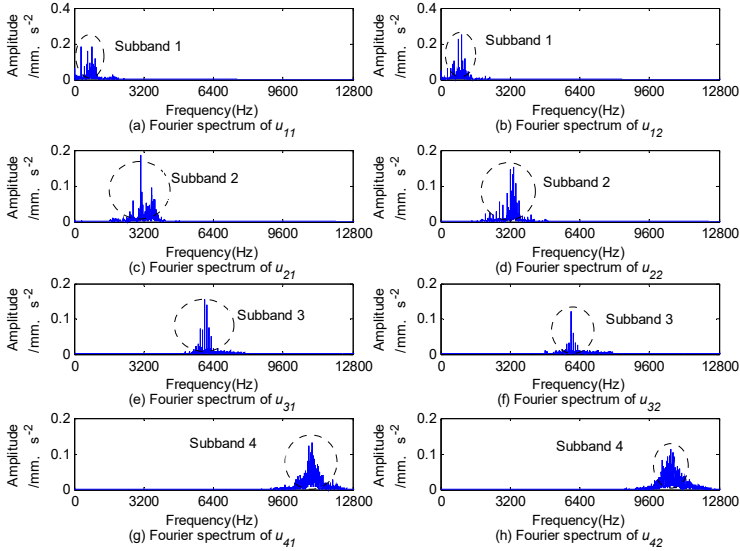 Amplitude
/mm. s-2
0.4
0.2
0
Subband 1
0 3200 6400 9600 12800
Frequency(Hz)
(a) Fourier spectrum of u11
Amplitude
/mm. s-2
0.4
0.2
0
Subband 1
0 3200 6400 9600 12800
Frequency(Hz)
(b) Fourier spectrum of u12
Amplitude
/mm. s-2
0.2
0.1
0
Subband 2
0 3200 6400 9600 12800
Frequency(Hz)
(c) Fourier spectrum of u21
Amplitude
/mm. s-2
0.2
0.1
0
Subband 2
0 3200 6400 9600 12800
Frequency(Hz)
(d) Fourier spectrum of u22
Amplitude
/mm. s-2
0.2
0.1
0
Subband 3
0 3200 6400 9600 12800
Frequency(Hz)
(e) Fourier spectrum of u31
Amplitude
/mm. s-2
0.2
0.1
0
Subband 3
0 3200 6400 9600 12800
Frequency(Hz)
(f) Fourier spectrum of u32
Amplitude
/mm. s-2
0.2
0.1
0
Subband 4
0 3200 6400 9600 12800
Frequency(Hz)
(g) Fourier spectrum of u41
Amplitude
/mm. s-2
0.2
0.1
0
Subband 4
0 3200 6400 9600 12800
Frequency(Hz)
(h) Fourier spectrum of u42